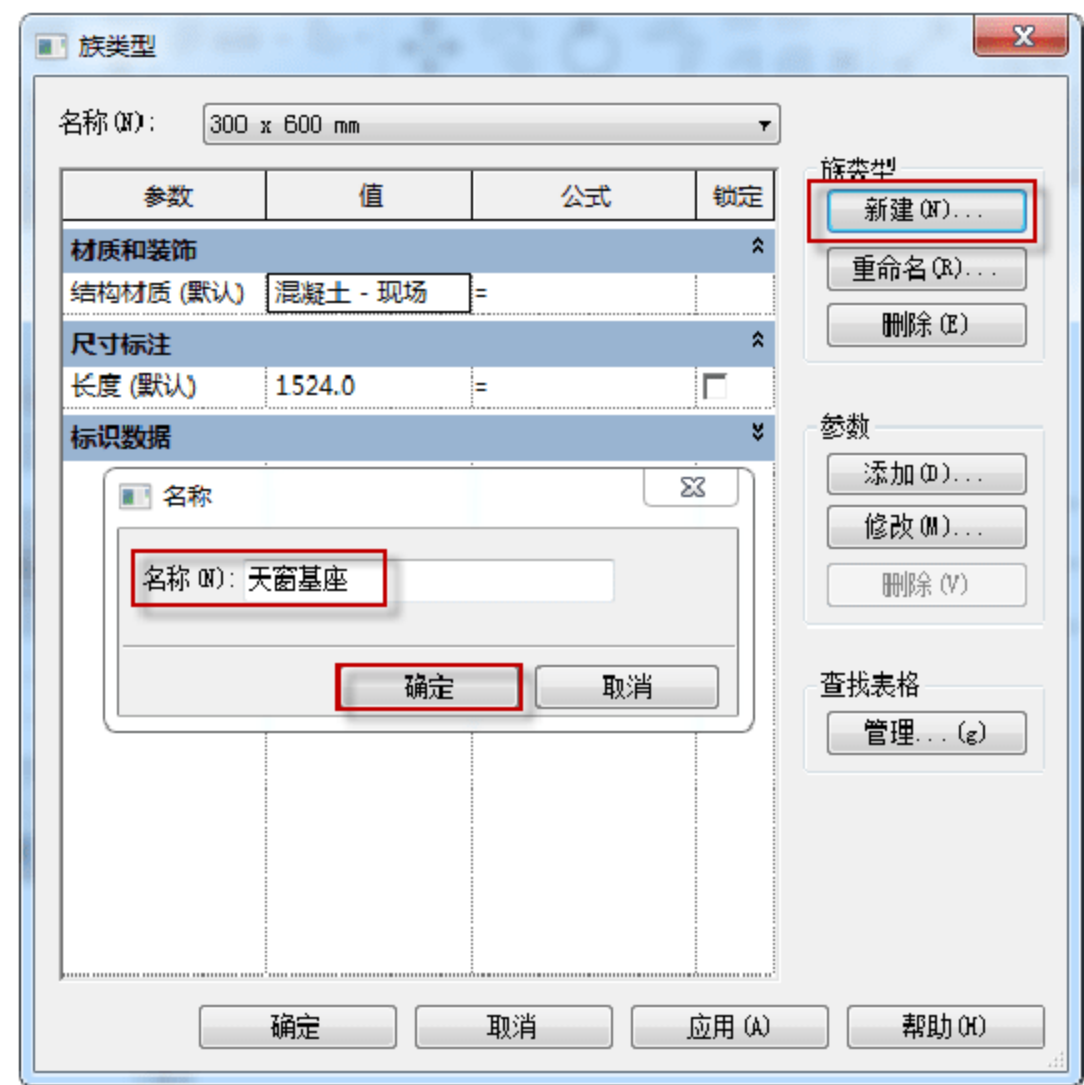 族类型
名称(N): 300 x 600 mm
参数 值 公式 锁定
材质和装饰
结构材质 (默认) 混凝土 - 现场 =
尺寸标注
长度 (默认) 1524.0 =
标识数据
族类型
新建(N)...
重命名(R)...
删除(E)
参数
添加(D)...
修改(M)...
删除(V)
查找表格
管理...(g)
名称
名称(N): 天窗基座
确定 取消
确定 取消 应用(A) 帮助(H)